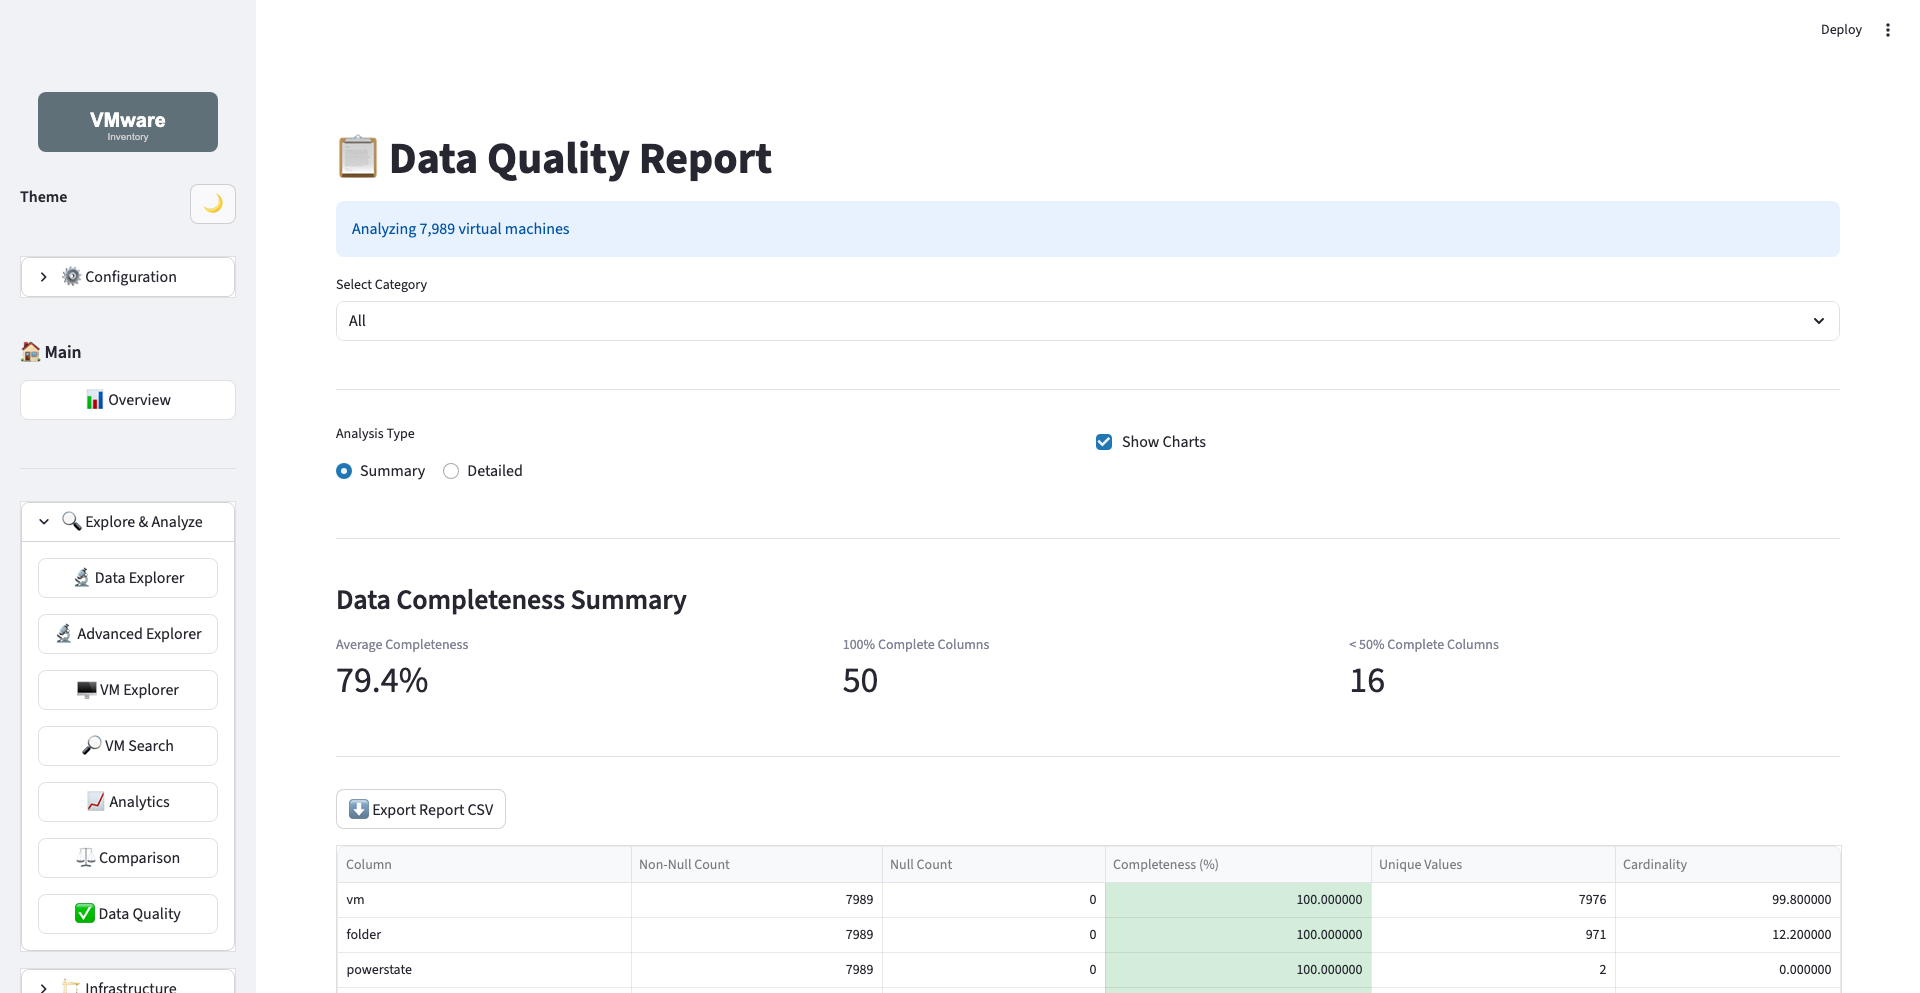 Deploy
VMware
Inventory
Theme
Configuration
Main
Overview
Explore & Analyze
Data Explorer
Advanced Explorer
VM Explorer
VM Search
Analytics
Comparison
Data Quality
Infrastructure
Data Quality Report
Analyzing 7,989 virtual machines
Select Category
All
Analysis Type
Summary Detailed
Show Charts
Data Completeness Summary
Average Completeness 100% Complete Columns < 50% Complete Columns
79.4% 50 16
Export Report CSV
Column Non-Null Count Null Count Completeness (%) Unique Values Cardinality
vm 7989 0 100.000000 7976 99.800000
folder 7989 0 100.000000 971 12.200000
powerstate 7989 0 100.000000 2 0.000000